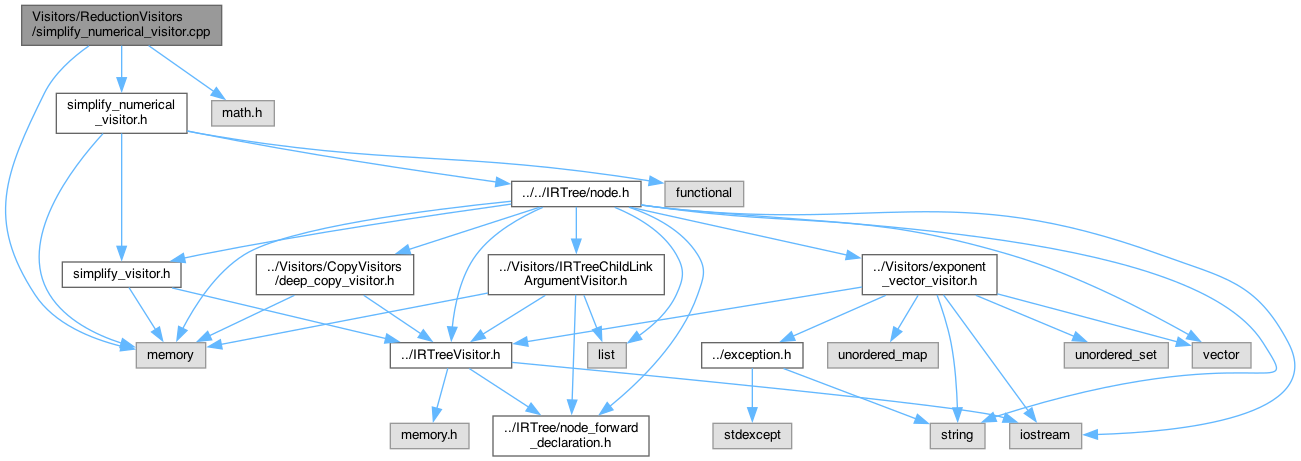 Visitors/ReductionVisitors
/simplify_numerical_visitor.cpp
simplify_numerical
_visitor.h
math.h
../../IRTree/node.h
functional
simplify_visitor.h
../Visitors/CopyVisitors
/deep_copy_visitor.h
../Visitors/IRTreeChildLink
ArgumentVisitor.h
../Visitors/exponent
_vector_visitor.h
memory
../IRTreeVisitor.h
list
../exception.h
unordered_map
unordered_set
vector
memory.h
../IRTree/node_forward
_declaration.h
stdexcept
string
iostream